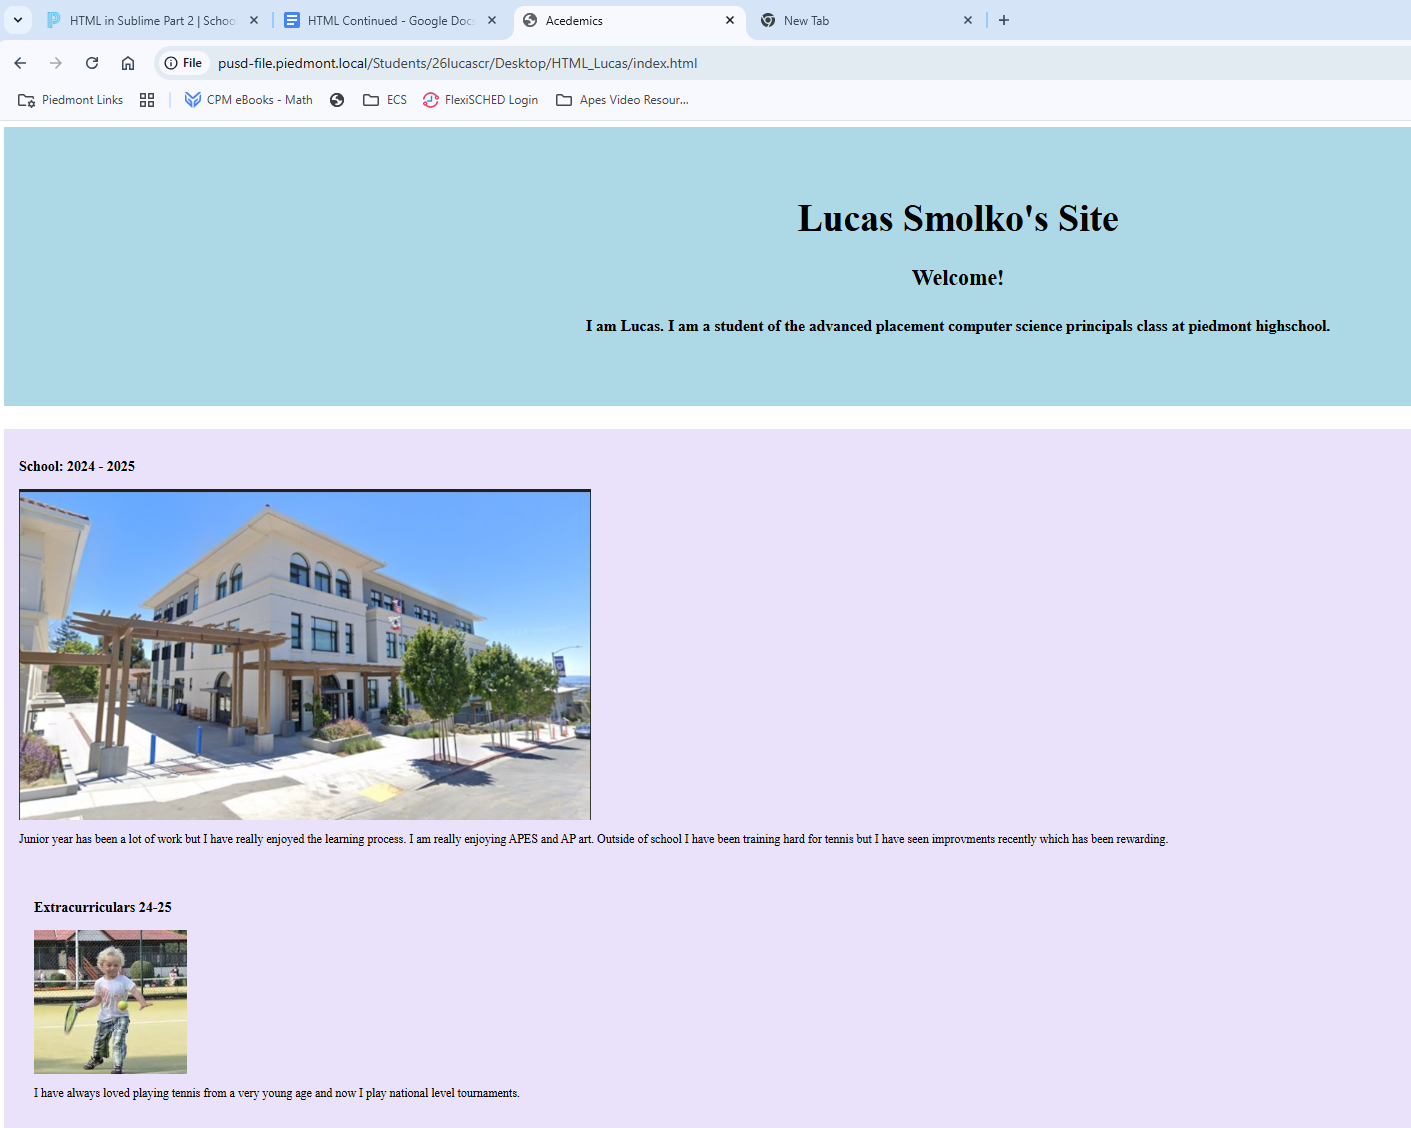 HTML in Sublime Part 2 | Schoo
HTML Continued - Google Doc
Acedemics
New Tab
File
pusd-file.piedmont.local/Students/26lucascr/Desktop/HTML_Lucas/index.html
Piedmont Links
CPM eBooks - Math
ECS
FlexiSCHED Login
Apes Video Resour...
Lucas Smolko's Site
Welcome!
I am Lucas. I am a student of the advanced placement computer science principals class at piedmont highschool.
School: 2024 - 2025
Junior year has been a lot of work but I have really enjoyed the learning process. I am really enjoying APES and AP art. Outside of school I have been training hard for tennis but I have seen improvments recently which has been rewarding.
Extracurriculars 24-25
I have always loved playing tennis from a very young age and now I play national level tournaments.